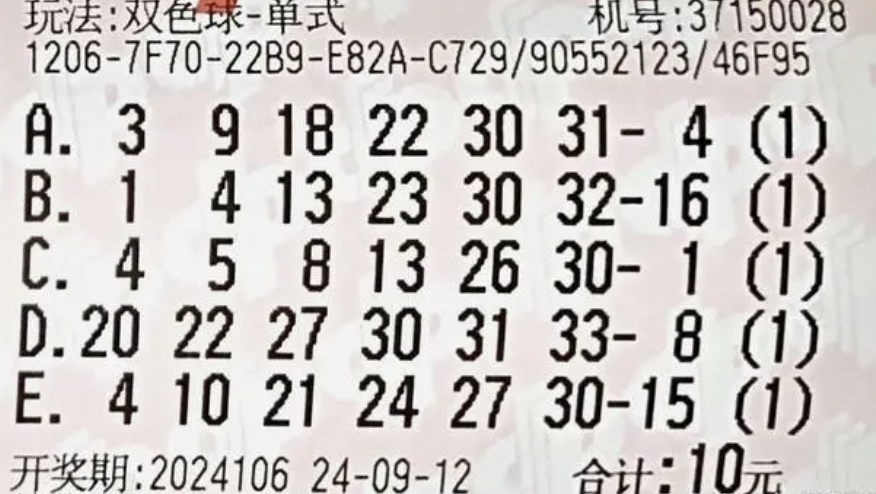 玩法:双色球-单式 机号:37150028
1206-7F70-22B9-E82A-C729/90552123/46F95
A. 3 9 18 22 30 31- 4 (1)
B. 1 4 13 23 30 32-16 (1)
C. 4 5 8 13 26 30- 1 (1)
D. 20 22 27 30 31 33- 8 (1)
E. 4 10 21 24 27 30-15 (1)
开奖期:2024106 24-09-12 合计:10元